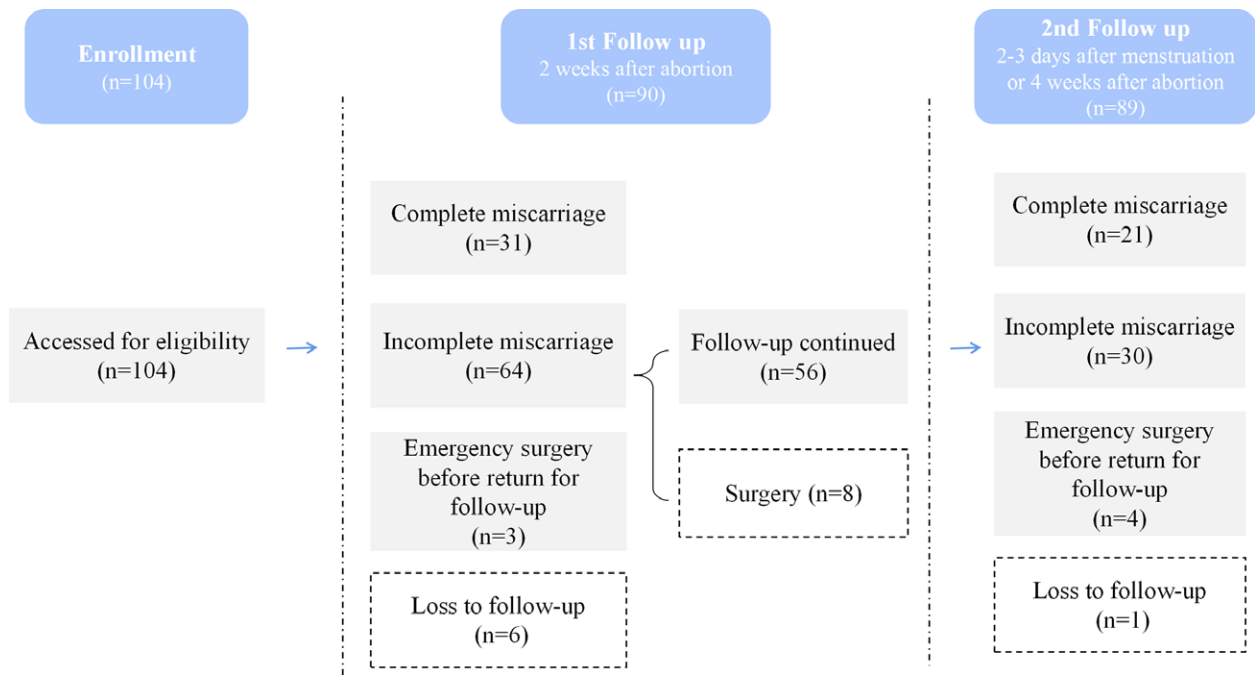 Enrollment
(n=104)
1st Follow up
2 weeks after abortion
(n=90)
2nd Follow up
2-3 days after menstruation
or 4 weeks after abortion
(n=89)
Accessed for eligibility
(n=104)
Complete miscarriage
(n=31)
Incomplete miscarriage
(n=64)
Emergency surgery
before return for
follow-up
(n=3)
Loss to follow-up
(n=6)
Follow-up continued
(n=56)
Surgery (n=8)
Complete miscarriage
(n=21)
Incomplete miscarriage
(n=30)
Emergency surgery
before return for
follow-up
(n=4)
Loss to follow-up
(n=1)